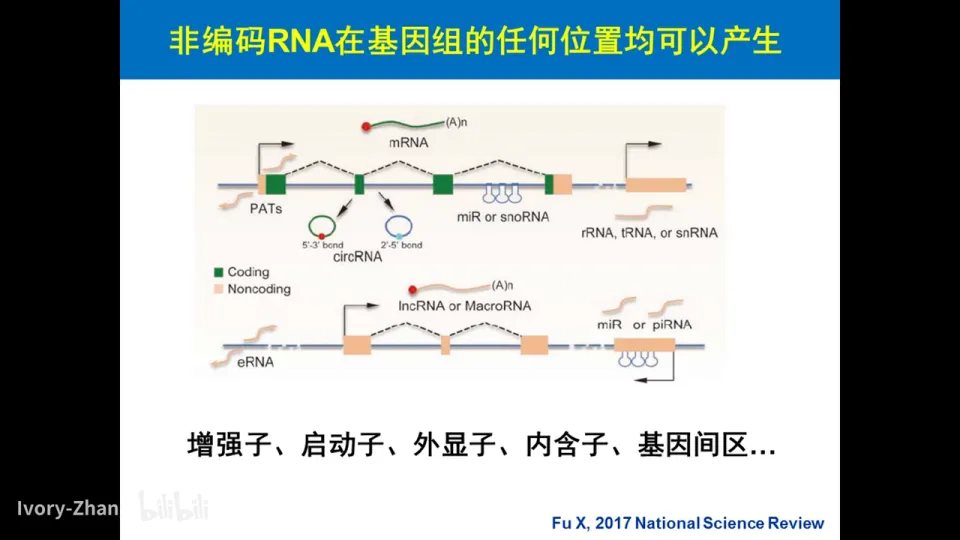 非编码RNA在基因组的任何位置均可以产生
(A)n
mRNA
PATs
miR or snoRNA
rRNA, tRNA, or snRNA
5'-3' bond
2'-5' bond
circRNA
Coding
Noncoding
(A)n
lncRNA or MacroRNA
miR or piRNA
eRNA
增强子、启动子、外显子、内含子、基因间区...
Ivory-Zhan
bilibili
Fu X, 2017 National Science Review